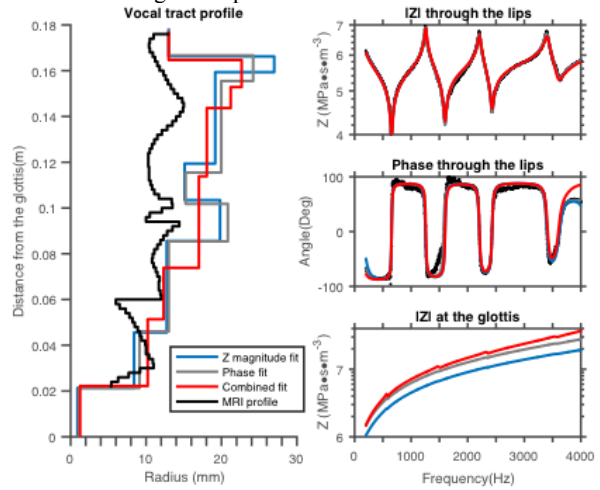 Vocal tract profile
0.18
0.16
0.14
0.12
0.1
0.08
0.06
0.04
0.02
0
Distance from the glottis(m)
0
10
20
30
Radius (mm)
Z magnitude fit
Phase fit
Combined fit
MRI profile
IZI through the lips
7
6
5
4
Z (MPa•s•m⁻³)
Phase through the lips
100
0
-100
Angle(Deg)
IZI at the glottis
7
6
Z (MPa•s•m⁻³)
0
1000
2000
3000
4000
Frequency(Hz)